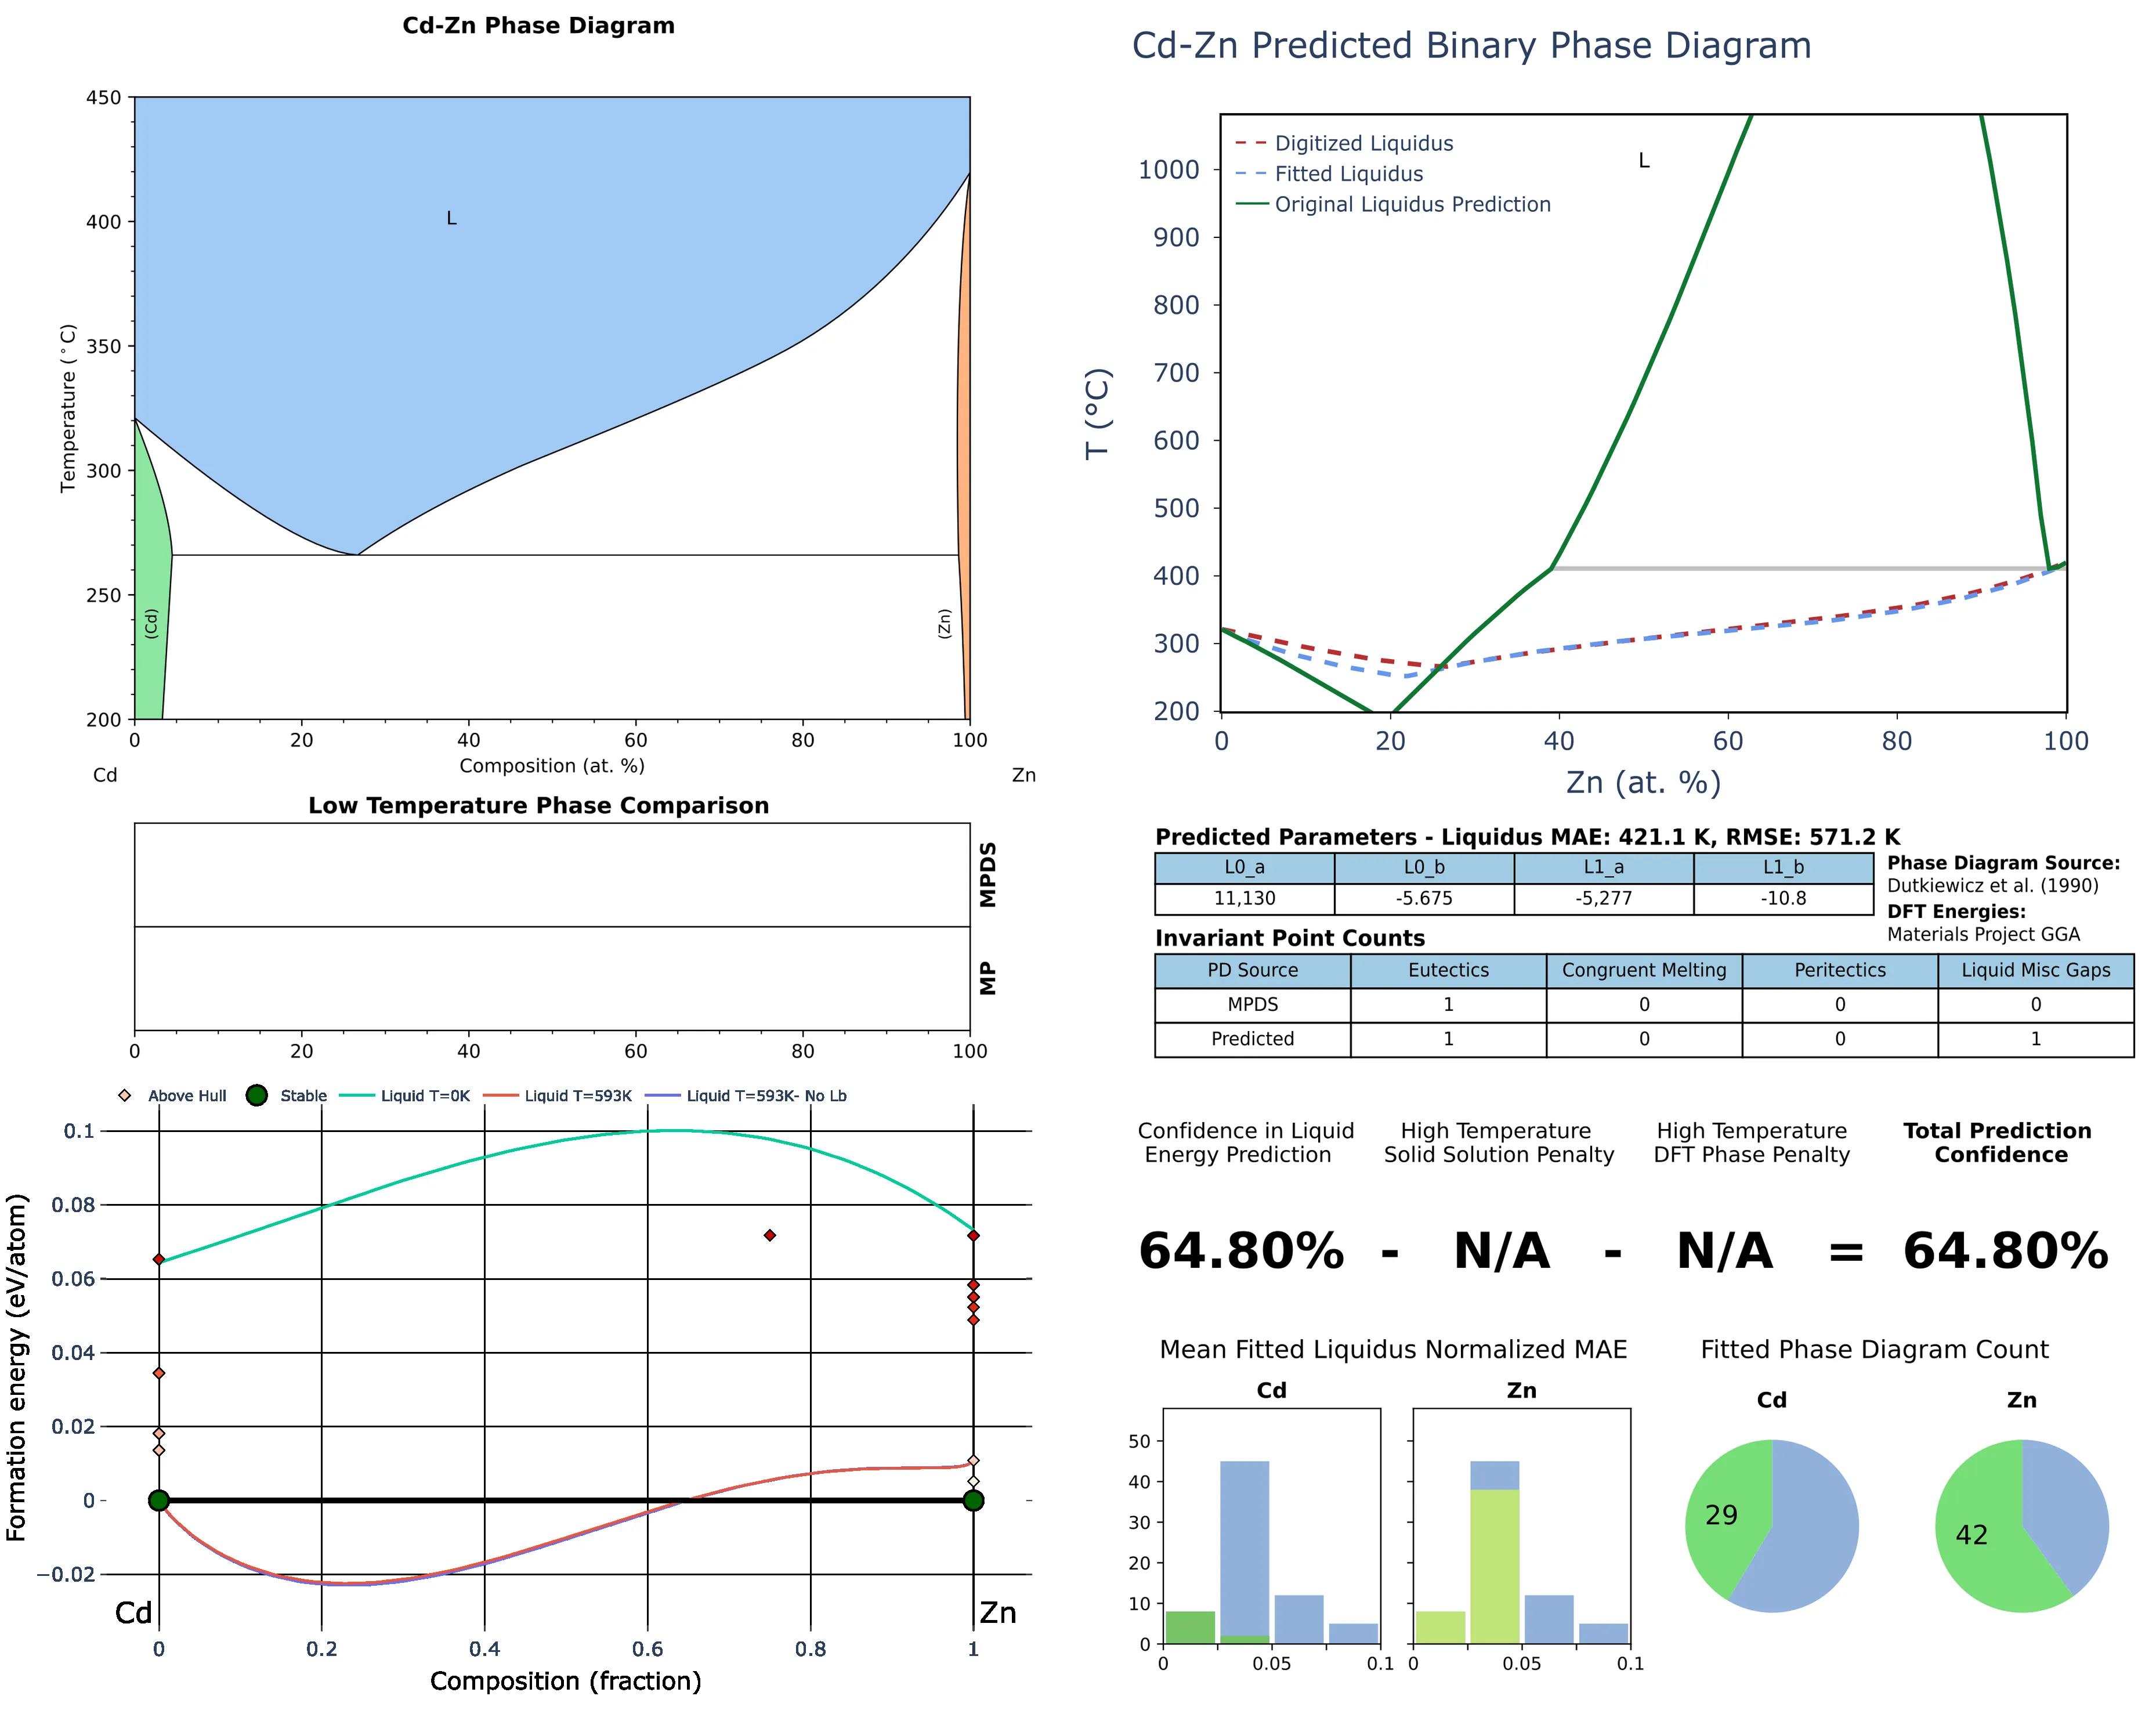 Cd-Zn Phase Diagram
450
400
350
300
250
200
Temperature (°C)
L
(Cd)
(Zn)
0 20 40 60 80 100
Composition (at. %)
Cd Zn
Low Temperature Phase Comparison
MPDS
MP
0 20 40 60 80 100
Above Hull Stable Liquid T=0K Liquid T=593K Liquid T=593K- No Lb
0.1
0.08
0.06
0.04
0.02
0
−0.02
Formation energy (eV/atom)
Cd Zn
0 0.2 0.4 0.6 0.8 1
Composition (fraction)
Cd-Zn Predicted Binary Phase Diagram
Digitized Liquidus
Fitted Liquidus
Original Liquidus Prediction
L
1000
900
800
700
600
500
400
300
200
T (°C)
0 20 40 60 80 100
Zn (at. %)
Predicted Parameters - Liquidus MAE: 421.1 K, RMSE: 571.2 K
L0_a L0_b L1_a L1_b
11,130 -5.675 -5,277 -10.8
Phase Diagram Source:
Dutkiewicz et al. (1990)
DFT Energies:
Materials Project GGA
Invariant Point Counts
PD Source Eutectics Congruent Melting Peritectics Liquid Misc Gaps
MPDS 1 0 0 0
Predicted 1 0 0 1
Confidence in Liquid
Energy Prediction
High Temperature
Solid Solution Penalty
High Temperature
DFT Phase Penalty
Total Prediction
Confidence
64.80% - N/A - N/A = 64.80%
Mean Fitted Liquidus Normalized MAE
Cd Zn
50
40
30
20
10
0
0 0.05 0.1
0 0.05 0.1
Fitted Phase Diagram Count
Cd Zn
29 42